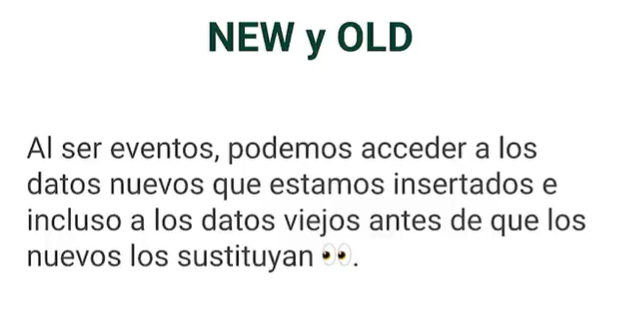 NEW y OLD
Al ser eventos, podemos acceder a los
datos nuevos que estamos insertados e
incluso a los datos viejos antes de que los
nuevos los sustituyan 👀.